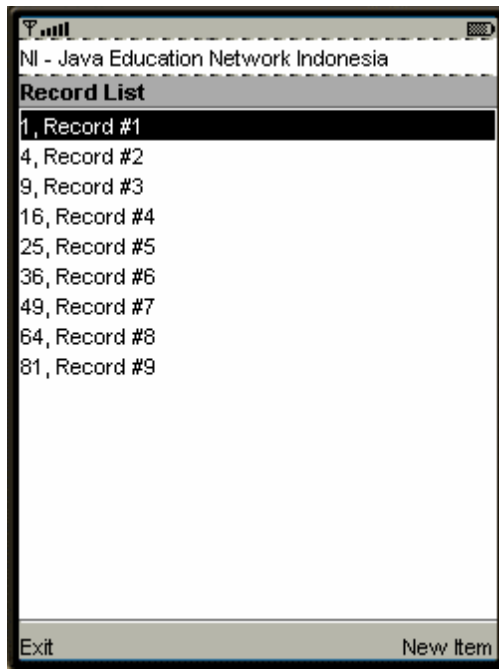 NI - Java Education Network Indonesia
Record List
1, Record #1
4, Record #2
9, Record #3
16, Record #4
25, Record #5
36, Record #6
49, Record #7
64, Record #8
81, Record #9
Exit
New Item